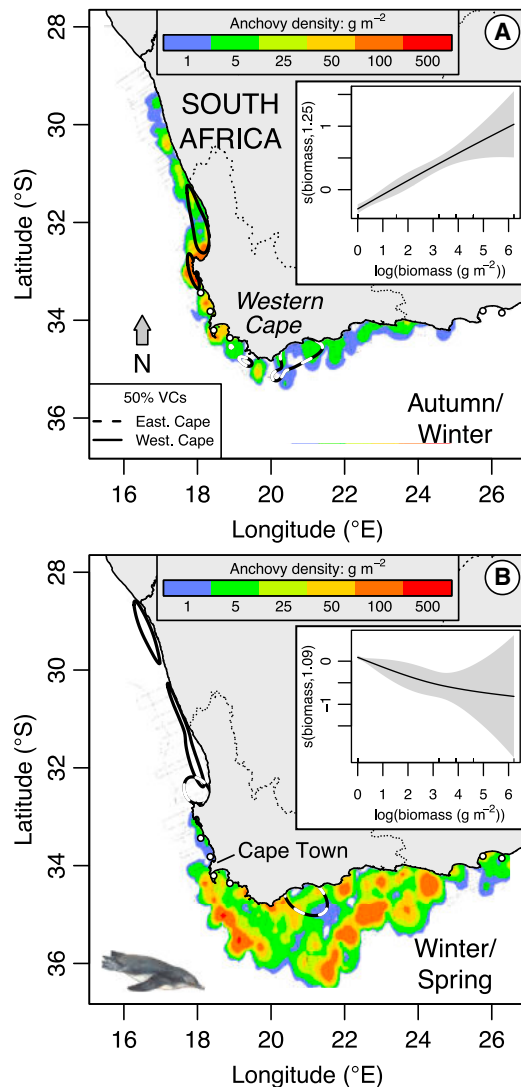 Anchovy density: g m⁻²
1 5 25 50 100 500
A
28
30
32
34
36
Latitude (°S)
SOUTH
AFRICA
s(biomass,1.25)
1
0
0 1 2 3 4 5 6
log(biomass (g m⁻²))
Western
Cape
N
50% VCs
East. Cape
West. Cape
Autumn/
Winter
16 18 20 22 24 26
Longitude (°E)
Anchovy density: g m⁻²
1 5 25 50 100 500
B
28
30
32
34
36
Latitude (°S)
s(biomass,1.09)
0
−1
0 1 2 3 4 5 6
log(biomass (g m⁻²))
Cape Town
Winter/
Spring
16 18 20 22 24 26
Longitude (°E)